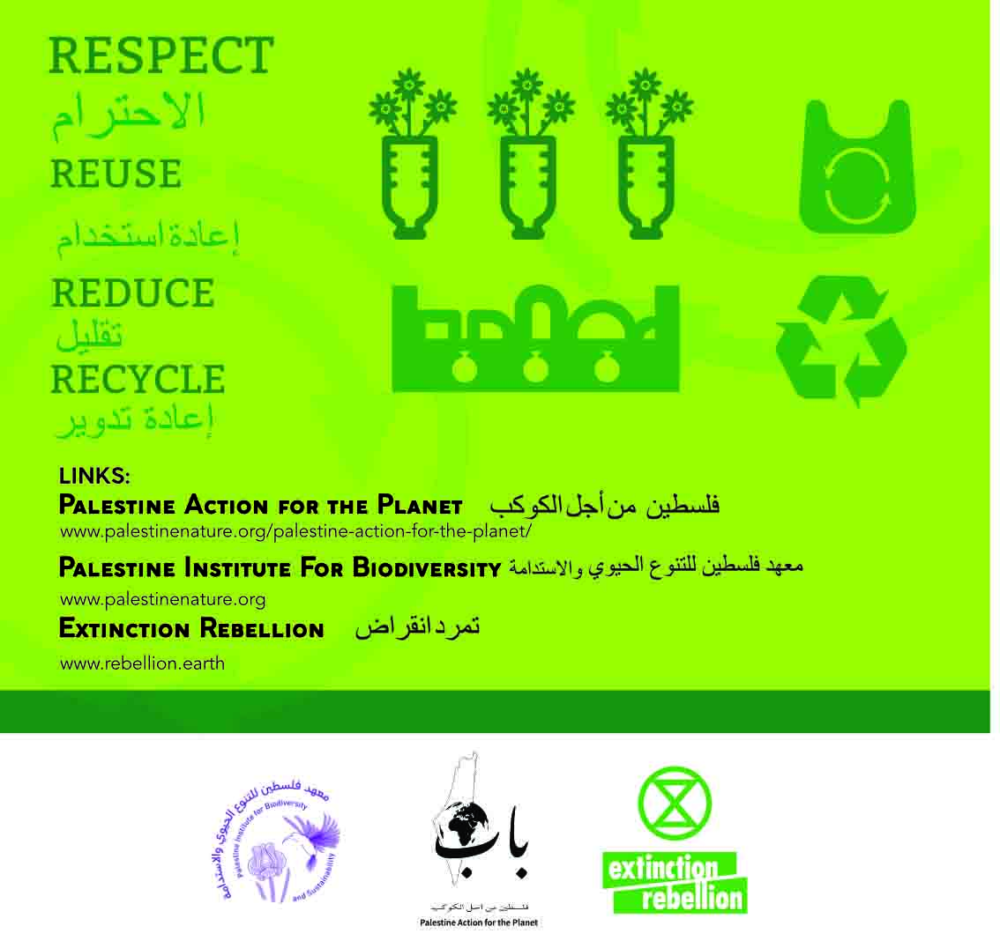 RESPECT
الاحترام
REUSE
إعادة استخدام
REDUCE
تقليل
RECYCLE
إعادة تدوير
LINKS:
PALESTINE ACTION FOR THE PLANET فلسطين من أجل الكوكب
www.palestinenature.org/palestine-action-for-the-planet/
PALESTINE INSTITUTE FOR BIODIVERSITY معهد فلسطين للتنوع الحيوي والاستدامة
www.palestinenature.org
EXTINCTION REBELLION تمرد انقراض
www.rebellion.earth
معهد فلسطين للتنوع الحيوي والاستدامة
Palestine Institute for Biodiversity
and Sustainability
باب
فلسطين من اجل الكوكب
Palestine Action for the Planet
extinction
rebellion